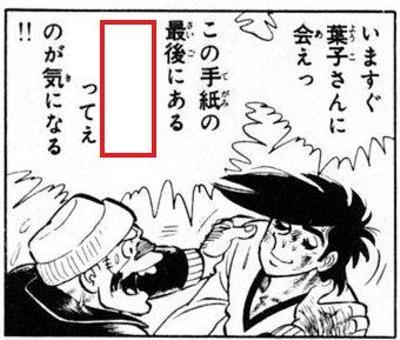 いますぐ
葉子さんに
会えっ
この手紙の
最後にある
ってえ
のが気になる
!!